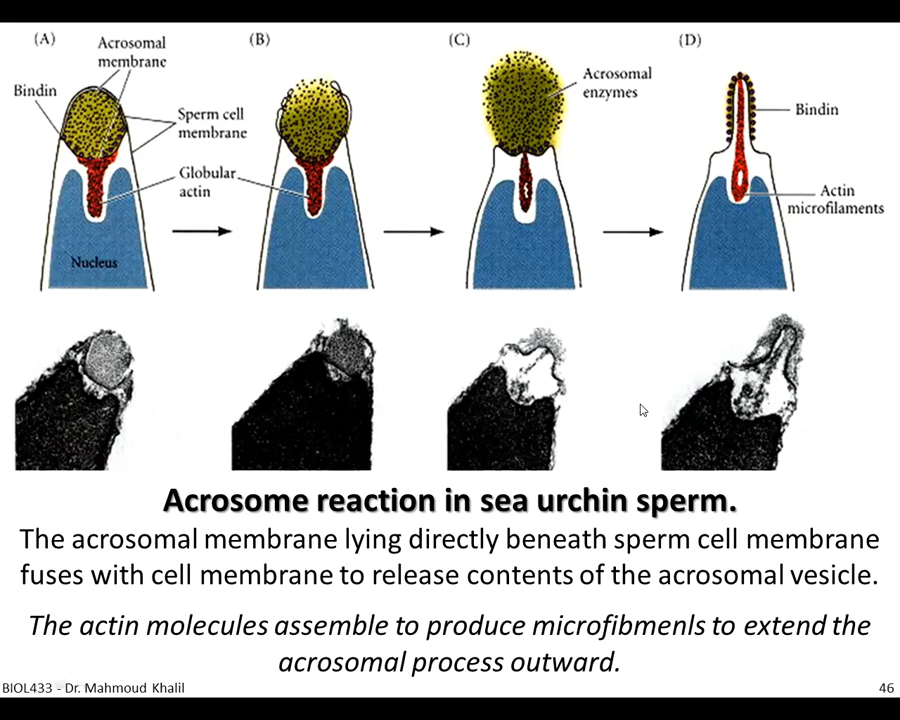 (A)
Acrosomal
membrane
Bindin
Sperm cell
membrane
Globular
actin
Nucleus
(B)
(C)
Acrosomal
enzymes
(D)
Bindin
Actin
microfilaments
Acrosome reaction in sea urchin sperm.
The acrosomal membrane lying directly beneath sperm cell membrane
fuses with cell membrane to release contents of the acrosomal vesicle.
The actin molecules assemble to produce microfibmenls to extend the
acrosomal process outward.
BIOL433 - Dr. Mahmoud Khalil
46